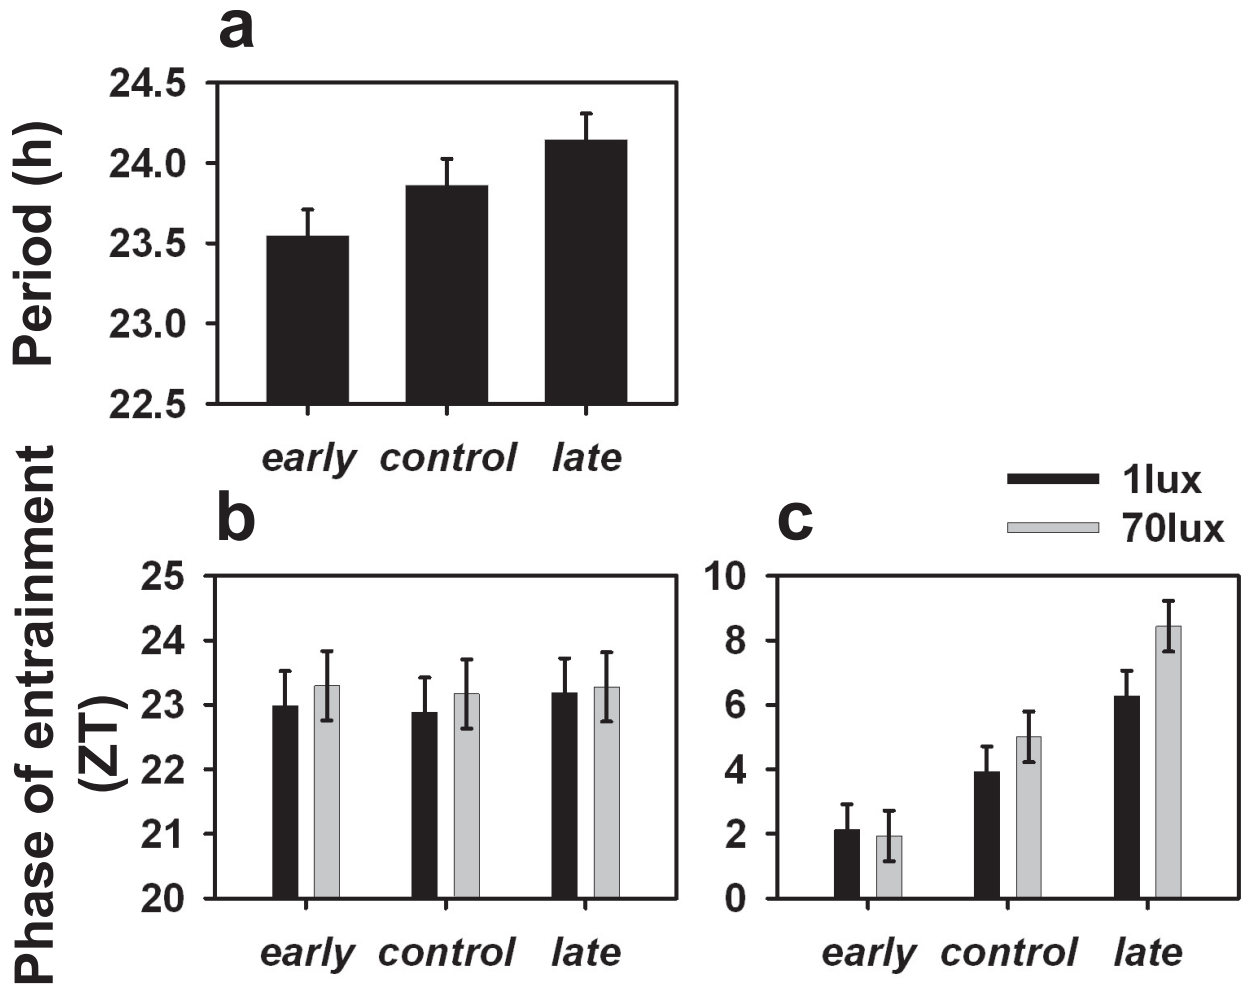 a
Period (h)
24.5
24.0
23.5
23.0
22.5
early control late
1lux
70lux
b
Phase of entrainment
(ZT)
25
24
23
22
21
20
early control late
c
10
8
6
4
2
0
early control late